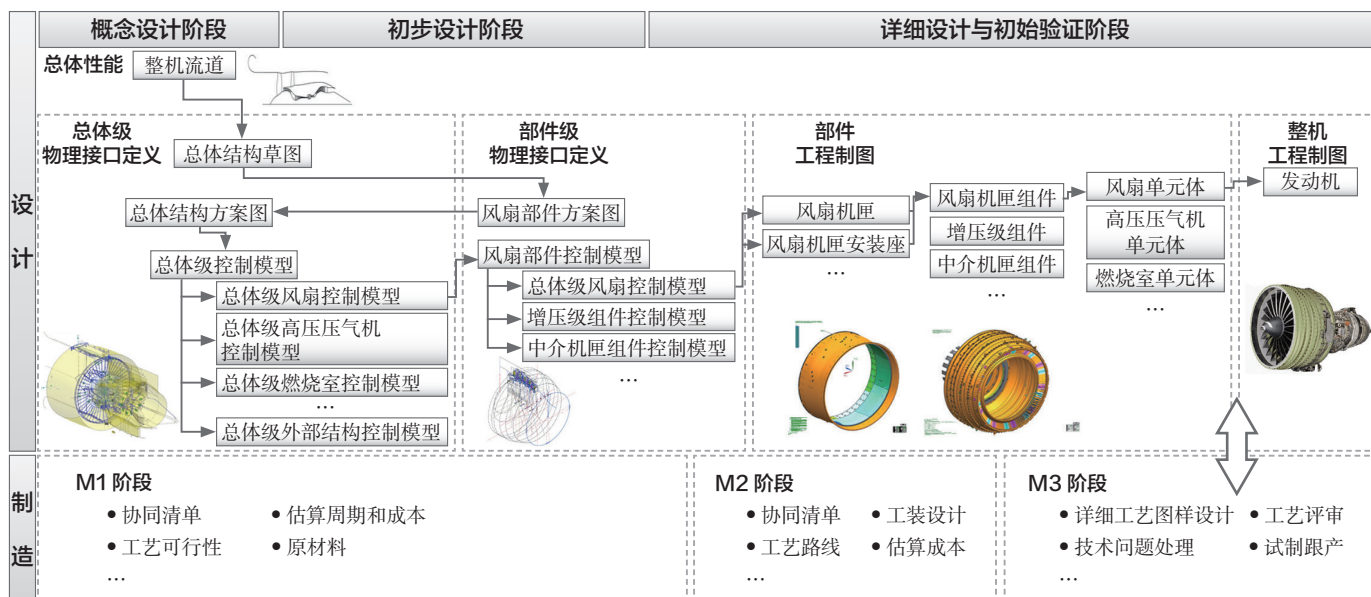 概念设计阶段
初步设计阶段
详细设计与初始验证阶段
设
计
总体性能
整机流道
总体级
物理接口定义
总体结构草图
总体结构方案图
总体级控制模型
总体级风扇控制模型
总体级高压压气机
控制模型
总体级燃烧室控制模型
…
总体级外部结构控制模型
部件级
物理接口定义
风扇部件方案图
风扇部件控制模型
总体级风扇控制模型
增压级组件控制模型
中介机匣组件控制模型
…
部件
工程制图
风扇机匣
风扇机匣安装座
…
风扇机匣组件
增压级组件
中介机匣组件
…
风扇单元体
高压压气机
单元体
燃烧室单元体
…
整机
工程制图
发动机
制
造
M1 阶段
● 协同清单
● 估算周期和成本
● 工艺可行性
● 原材料
…
M2 阶段
● 协同清单
● 工装设计
● 工艺路线
● 估算成本
…
M3 阶段
● 详细工艺图样设计
● 工艺评审
● 技术问题处理
● 试制跟产
…